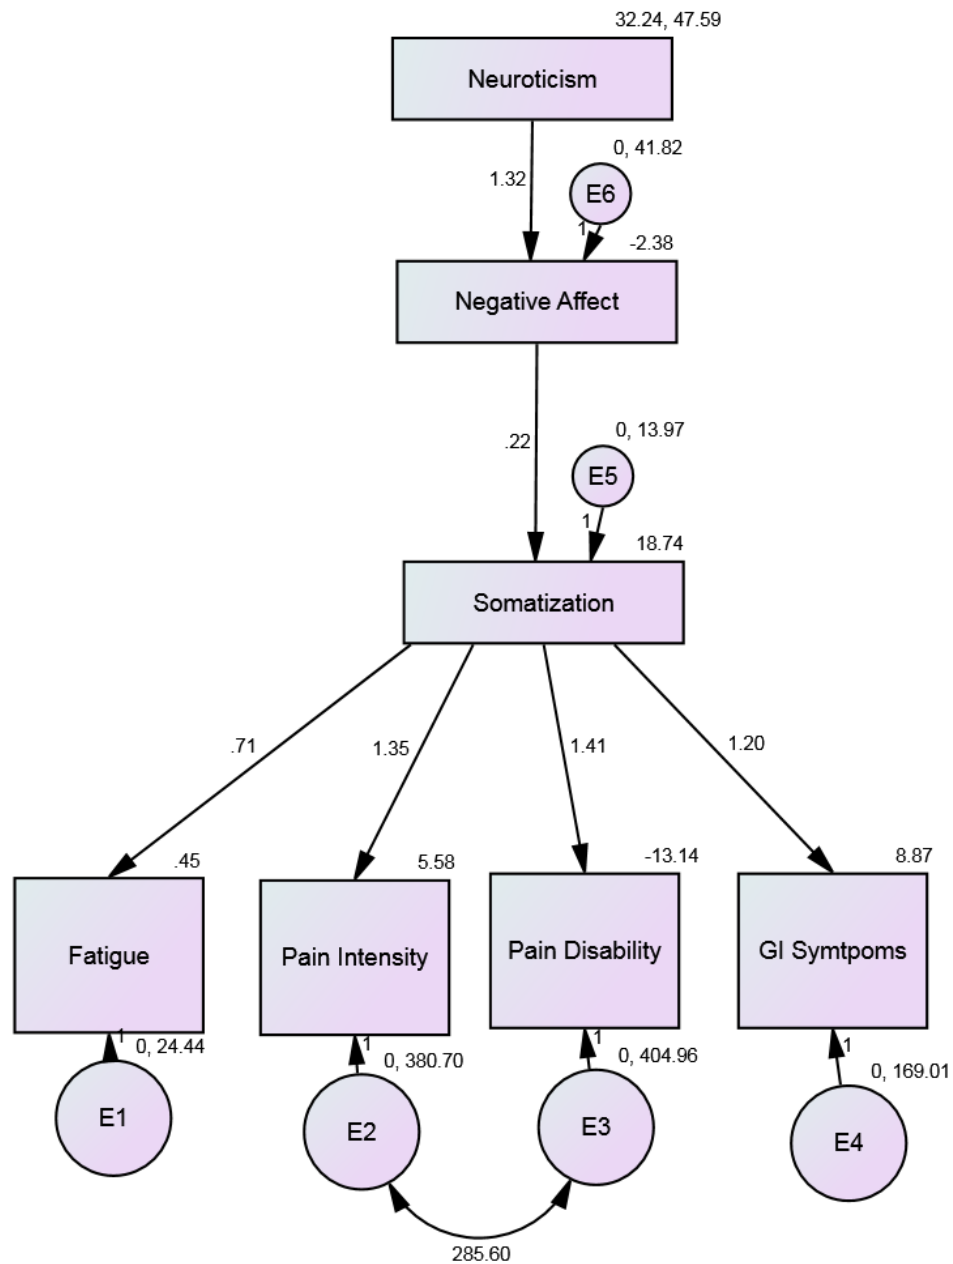 32.24, 47.59
Neuroticism
0, 41.82
1.32
E6
1
-2.38
Negative Affect
0, 13.97
.22
E5
1
18.74
Somatization
.71
1.35
1.41
1.20
.45
5.58
-13.14
8.87
Fatigue
Pain Intensity
Pain Disability
GI Symtpoms
1
0, 24.44
1
0, 380.70
1
0, 404.96
1
0, 169.01
E1
E2
E3
E4
285.60